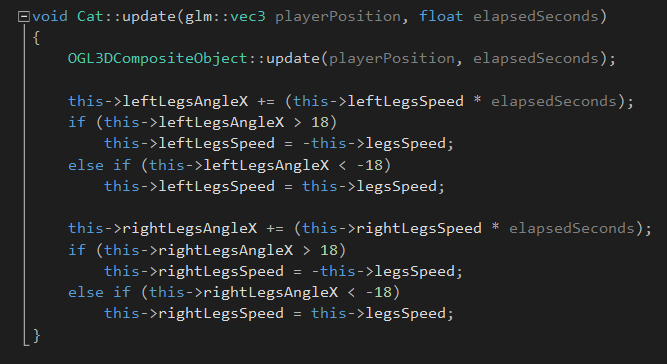 void Cat::update(glm::vec3 playerPosition, float elapsedSeconds)
{
    OGL3DCompositeObject::update(playerPosition, elapsedSeconds);

    this->leftLegsAngleX += (this->leftLegsSpeed * elapsedSeconds);
    if (this->leftLegsAngleX > 18)
        this->leftLegsSpeed = -this->legsSpeed;
    else if (this->leftLegsAngleX < -18)
        this->leftLegsSpeed = this->legsSpeed;

    this->rightLegsAngleX += (this->rightLegsSpeed * elapsedSeconds);
    if (this->rightLegsAngleX > 18)
        this->rightLegsSpeed = -this->legsSpeed;
    else if (this->rightLegsAngleX < -18)
        this->rightLegsSpeed = this->legsSpeed;
}